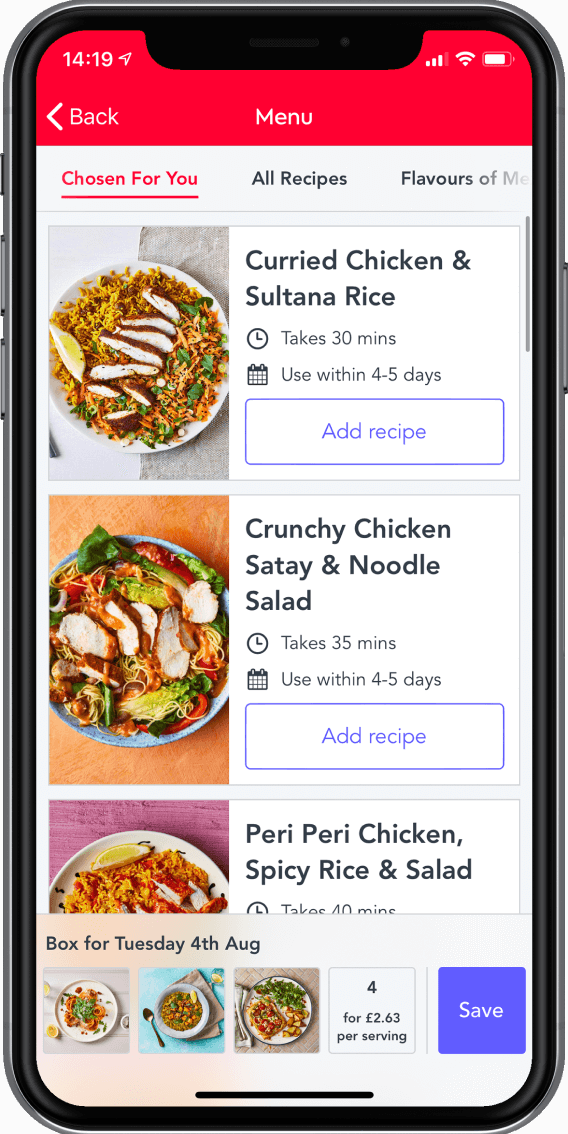 14:19
Back
Menu
Chosen For You
All Recipes
Flavours of Me
Curried Chicken &
Sultana Rice
Takes 30 mins
Use within 4-5 days
Add recipe
Crunchy Chicken
Satay & Noodle
Salad
Takes 35 mins
Use within 4-5 days
Add recipe
Peri Peri Chicken,
Spicy Rice & Salad
Takes 40 mins
Box for Tuesday 4th Aug
4
for £2.63
per serving
Save